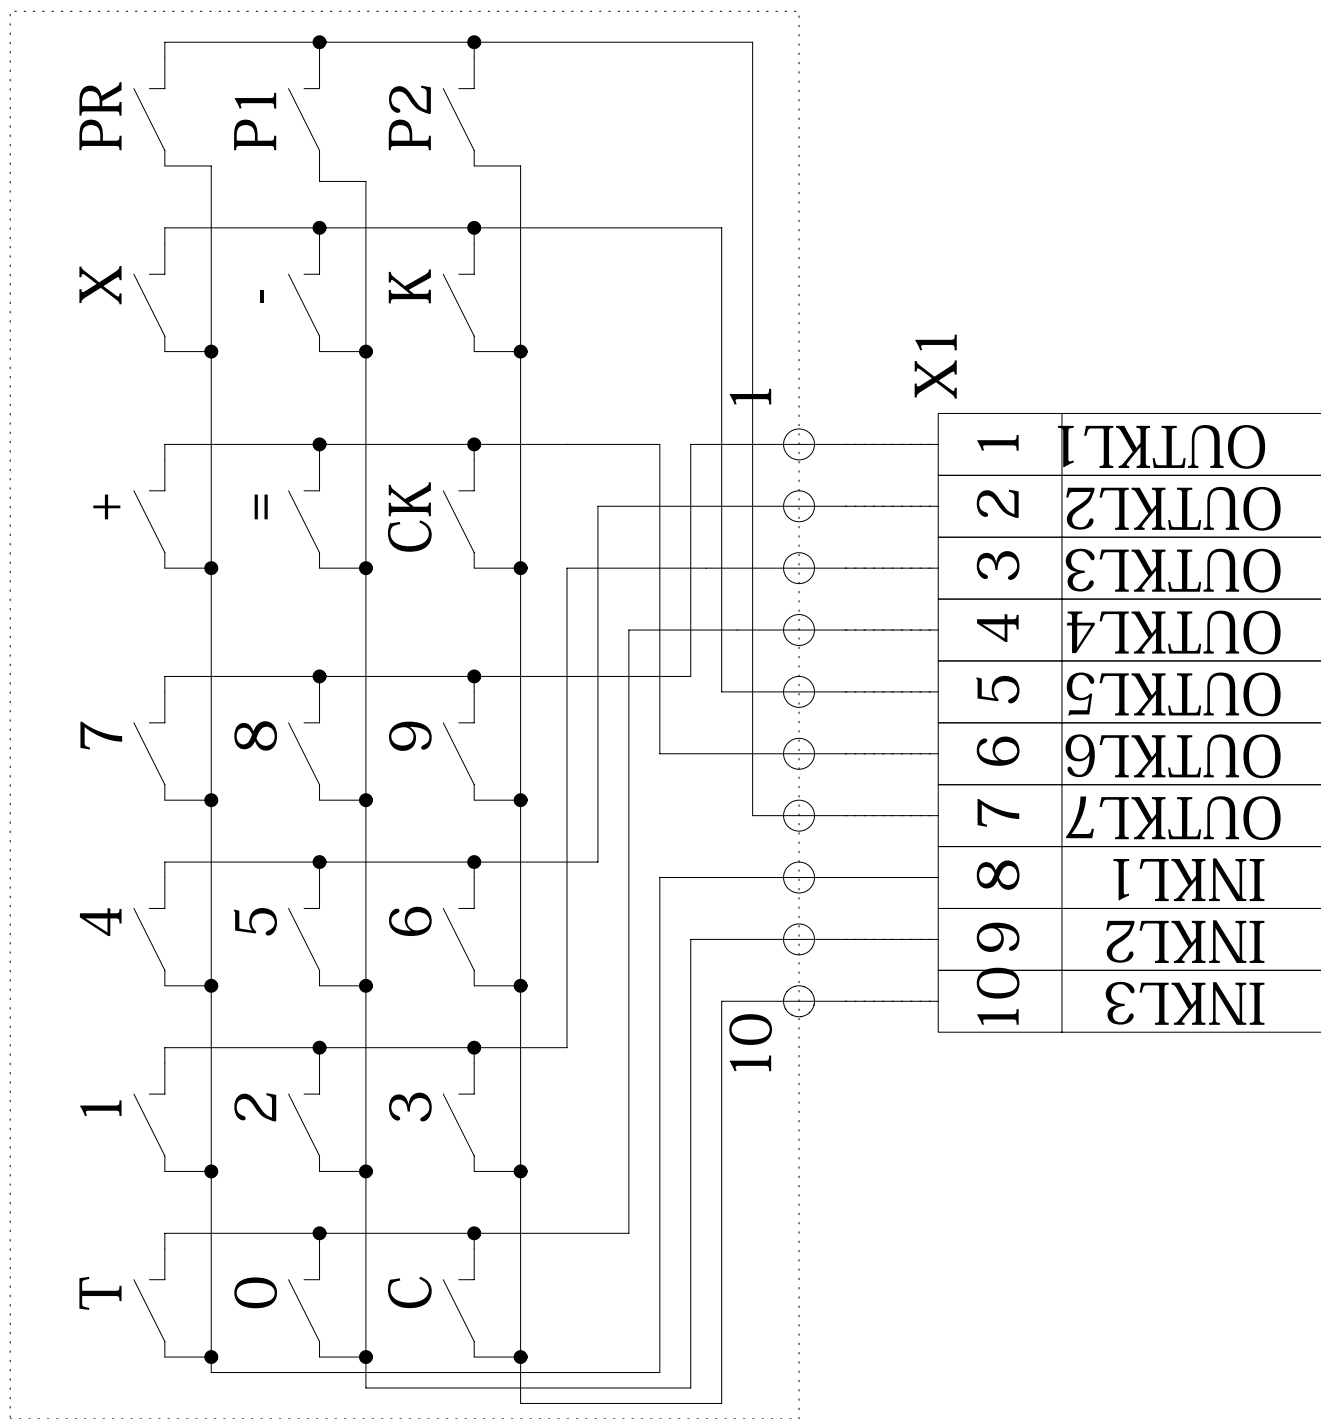 PR P1 P2
X - K
X1
1
+ = CK
1 OUTKL1
2 OUTKL2
3 OUTKL3
4 OUTKL4
5 OUTKL5
6 OUTKL6
7 OUTKL7
8 INKL1
9 INKL2
10 INKL3
7 8 9
4 5 6
10
1 2 3
T 0 C